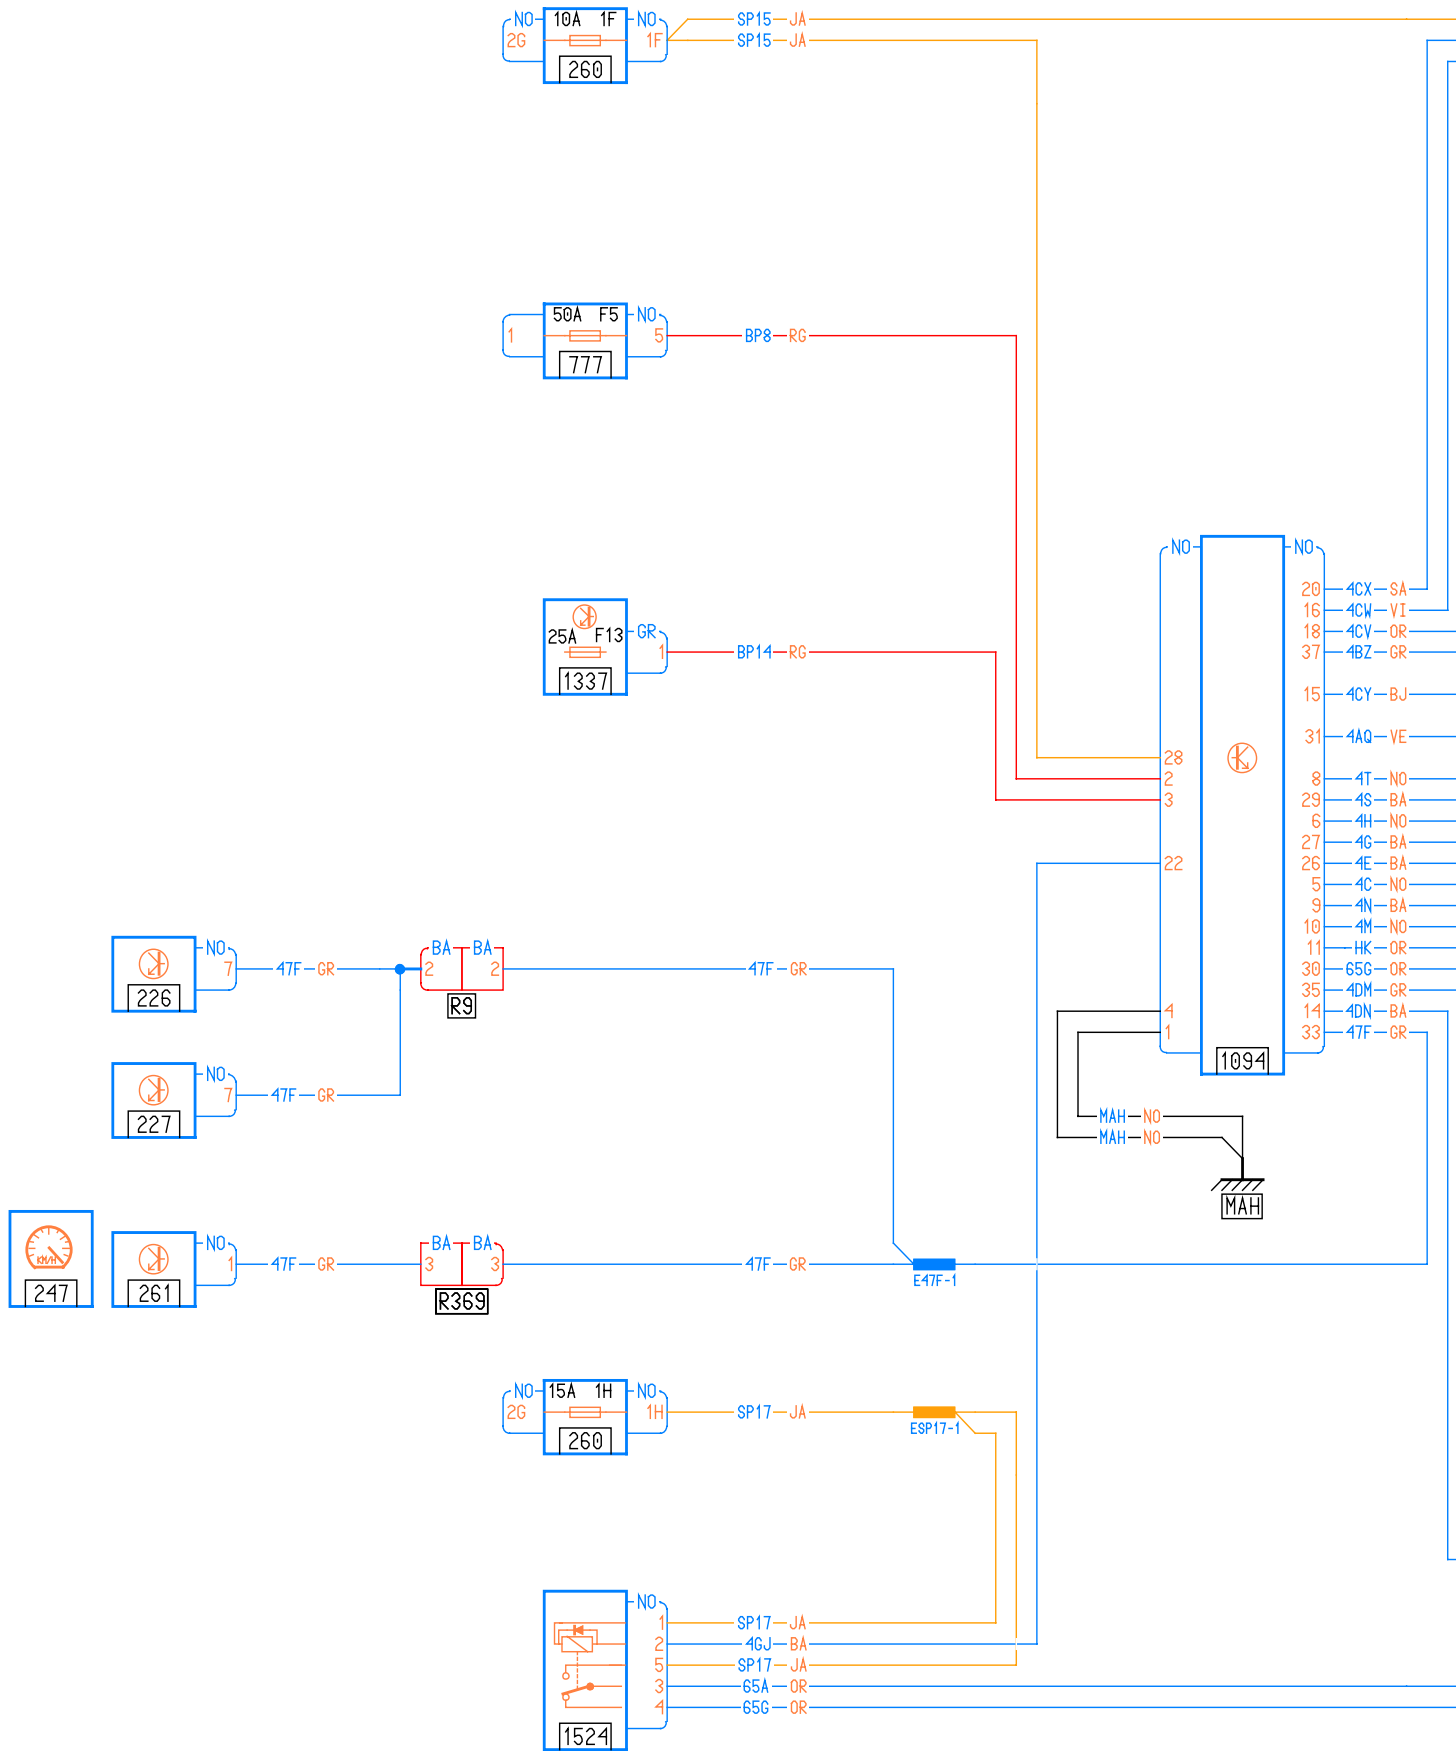 NO 10A 1F NO SP15 JA
2G 1F SP15 JA
260
50A F5 NO
1 5 BP8 RG
777
NO NO
20 4CX SA
16 4CW VI
25A F13 GR 18 4CV OR
1 BP14 RG 37 4BZ GR
1337
15 4CY BJ
31 4AQ VE
28
2 8 4T NO
3 29 4S BA
6 4H NO
27 4G BA
22 26 4E BA
5 4C NO
9 4N BA
10 4M NO
NO BA BA 11 HK OR
7 47F GR 2 2 47F GR 30 65G OR
226 R9 35 4DM GR
4 14 4DN BA
1 33 47F GR
1094
NO
7 47F GR
227 MAH NO
MAH NO
MAH
NO BA BA
KM/H 1 47F GR 3 3 47F GR
E47F-1
247 261 R369
NO 15A 1H NO
2G 1H SP17 JA
ESP17-1
260
NO
1 SP17 JA
2 4GJ BA
5 SP17 JA
3 65A OR
4 65G OR
1524